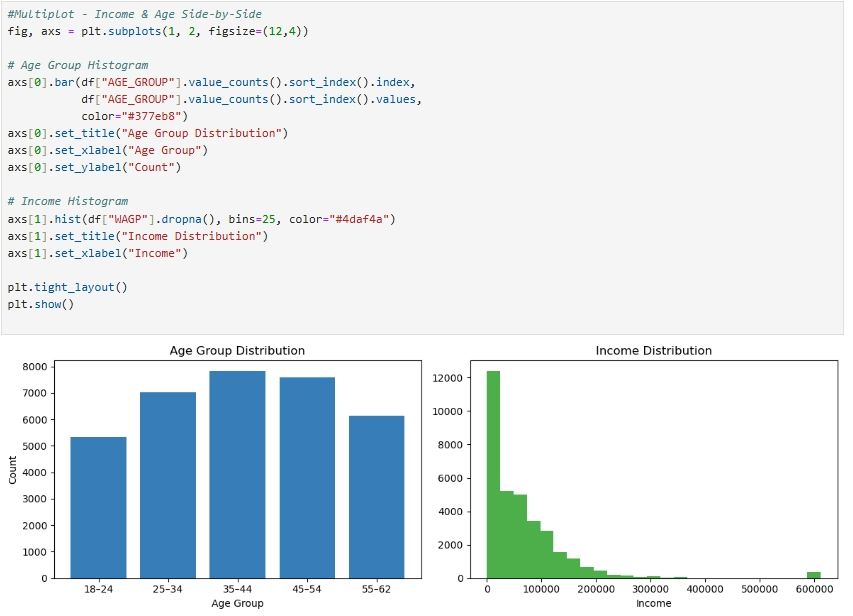 #Multiplot - Income & Age Side-by-Side
fig, axs = plt.subplots(1, 2, figsize=(12,4))
# Age Group Histogram
axs[0].bar(df["AGE_GROUP"].value_counts().sort_index().index,
df["AGE_GROUP"].value_counts().sort_index().values,
color="#377eb8")
axs[0].set_title("Age Group Distribution")
axs[0].set_xlabel("Age Group")
axs[0].set_ylabel("Count")
# Income Histogram
axs[1].hist(df["WAGP"].dropna(), bins=25, color="#4daf4a")
axs[1].set_title("Income Distribution")
axs[1].set_xlabel("Income")
plt.tight_layout()
plt.show()
Age Group Distribution
8000
7000
6000
5000
4000
3000
2000
1000
0
Count
18–24 25–34 35–44 45–54 55–62
Age Group
Income Distribution
12000
10000
8000
6000
4000
2000
0
0 100000 200000 300000 400000 500000 600000
Income